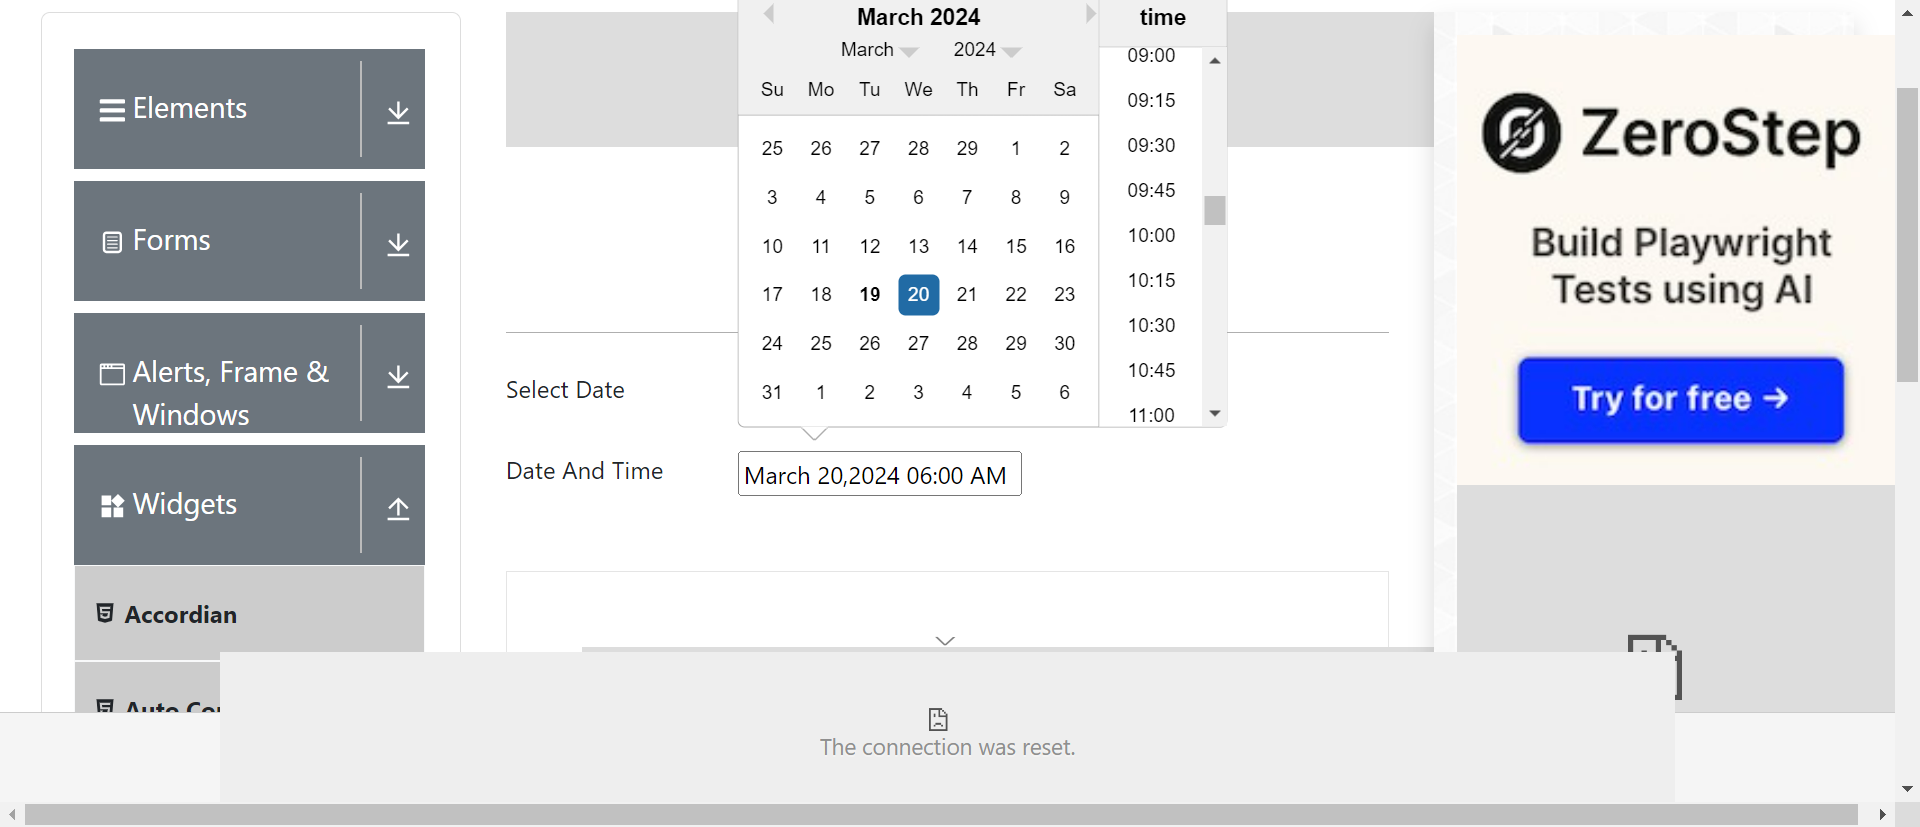 Elements
Forms
Alerts, Frame &
Windows
Widgets
Accordian
March 2024
March 2024
Su Mo Tu We Th Fr Sa
25 26 27 28 29 1 2
3 4 5 6 7 8 9
10 11 12 13 14 15 16
17 18 19 20 21 22 23
24 25 26 27 28 29 30
31 1 2 3 4 5 6
time
09:00
09:15
09:30
09:45
10:00
10:15
10:30
10:45
11:00
Select Date
Date And Time
March 20,2024 06:00 AM
ZeroStep
Build Playwright
Tests using AI
Try for free →
The connection was reset.